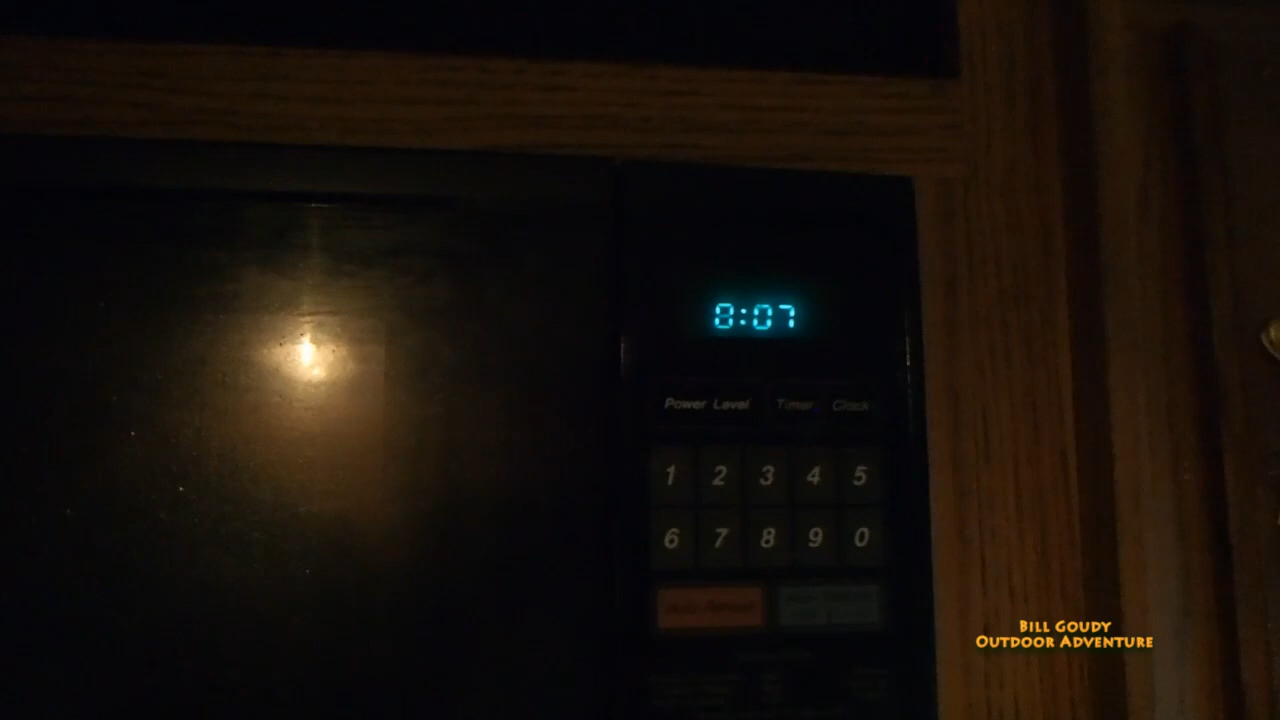 8:07
Power Level Timer Clock
1 2 3 4 5
6 7 8 9 0
Bill Goudy
Outdoor Adventure